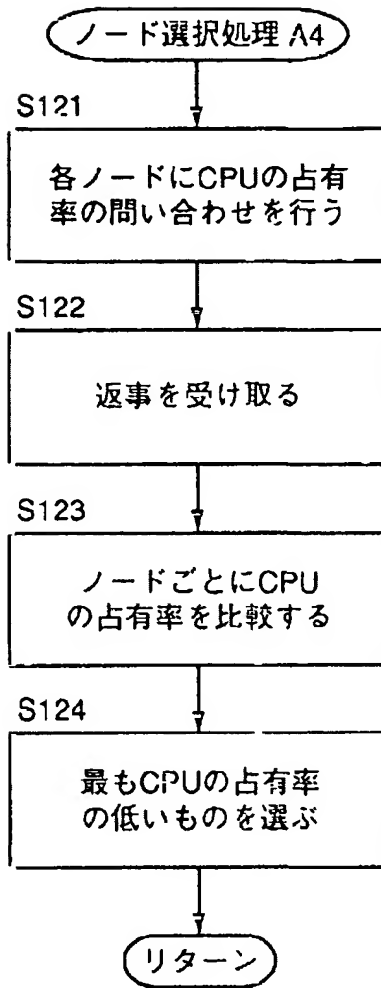 ノード選択処理 A4
S121
各ノードにCPUの占有
率の問い合わせを行う
S122
返事を受け取る
S123
ノードごとにCPU
の占有率を比較する
S124
最もCPUの占有率
の低いものを選ぶ
リターン